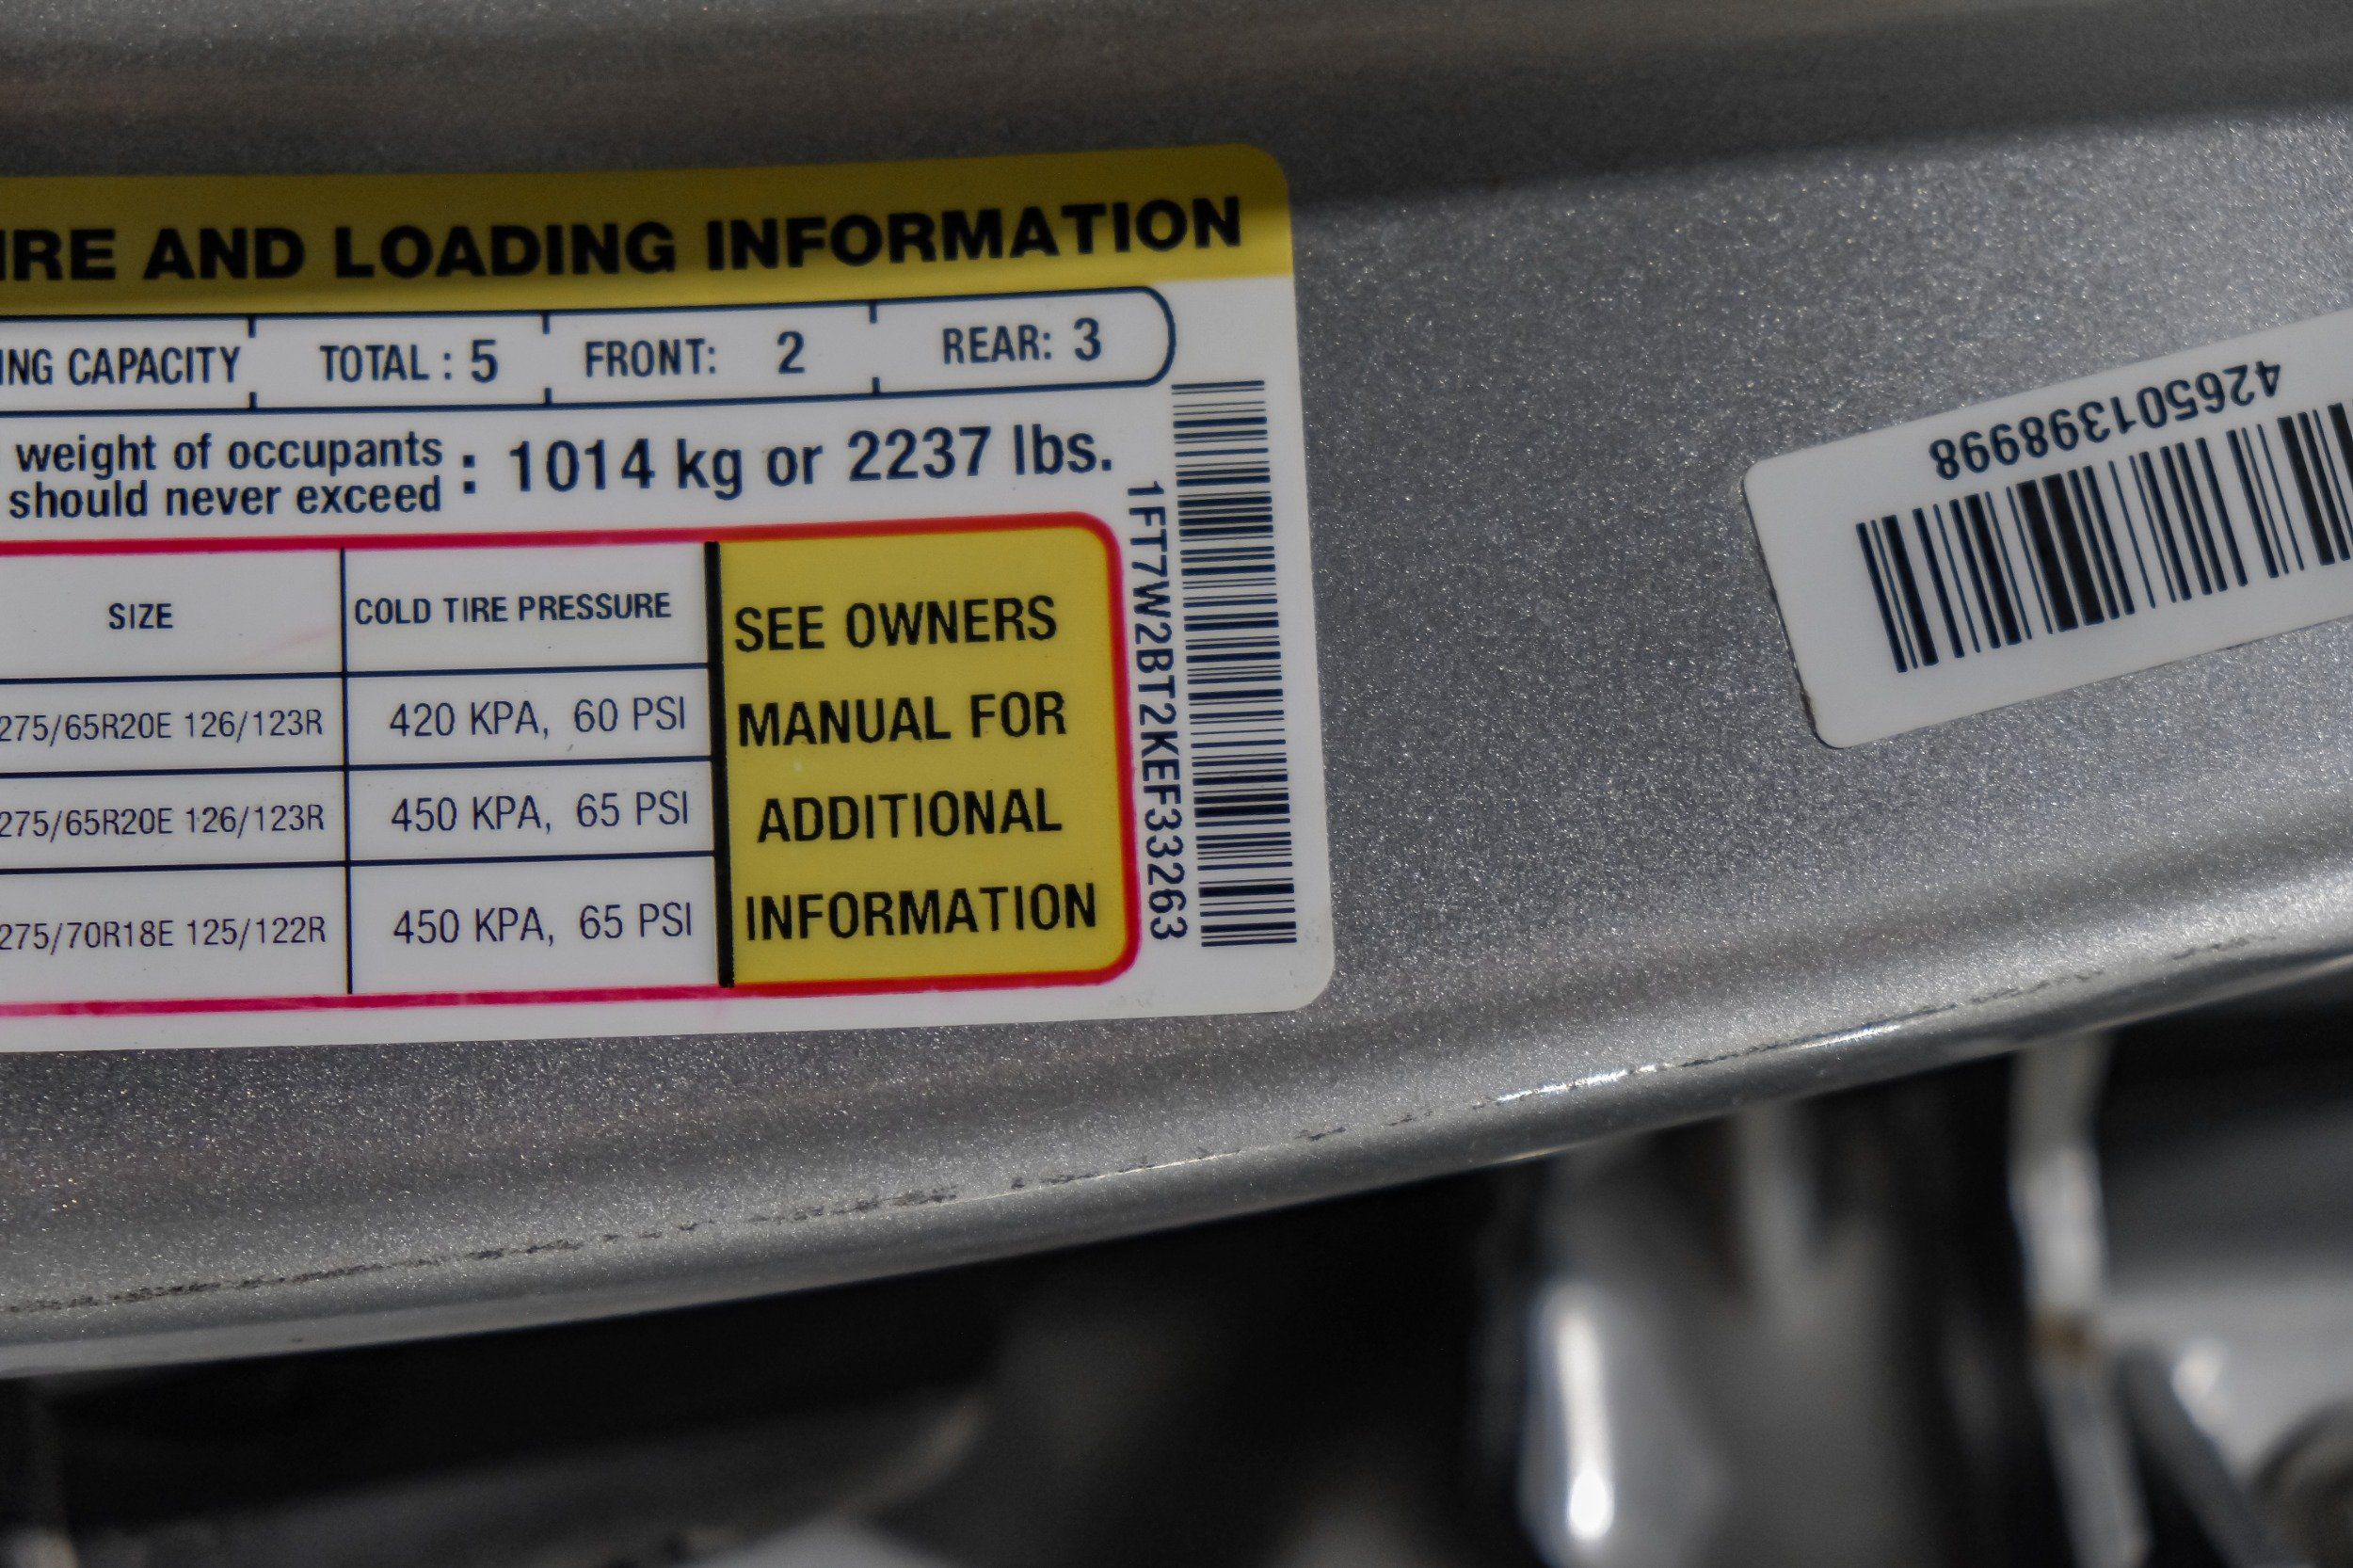 IRE AND LOADING INFORMATION
ING CAPACITY TOTAL : 5 FRONT: 2 REAR: 3
weight of occupants
should never exceed : 1014 kg or 2237 lbs.
SIZE COLD TIRE PRESSURE
275/65R20E 126/123R 420 KPA, 60 PSI
275/65R20E 126/123R 450 KPA, 65 PSI
275/70R18E 125/122R 450 KPA, 65 PSI
SEE OWNERS
MANUAL FOR
ADDITIONAL
INFORMATION
1FT7W2BT2KEF33263
426501398998